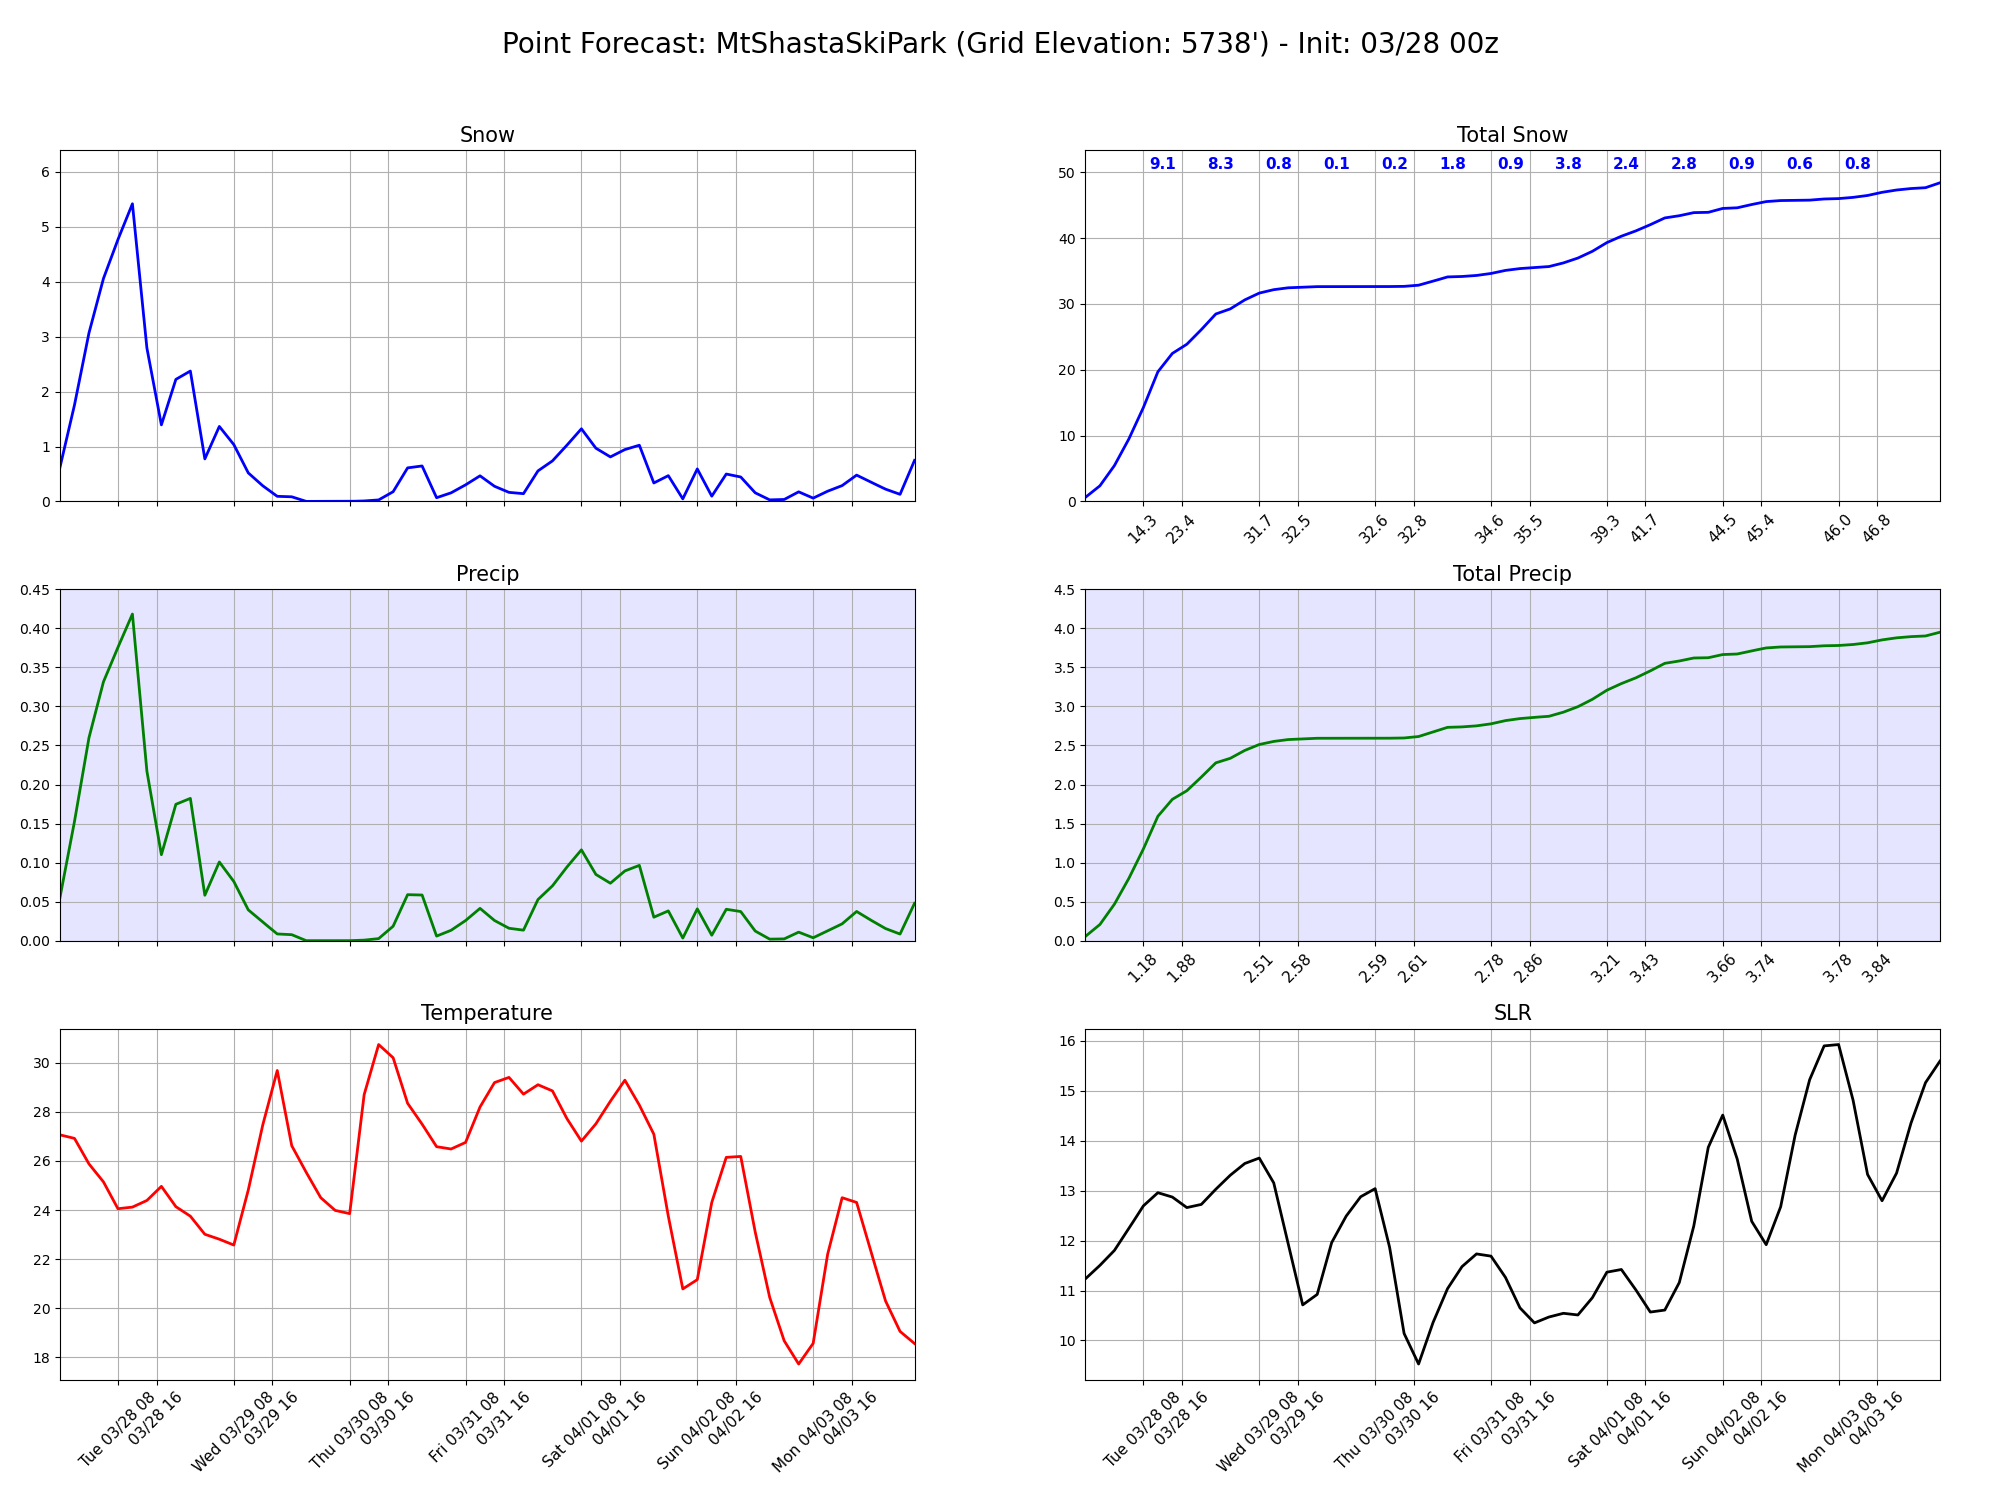 Point Forecast: MtShastaSkiPark (Grid Elevation: 5738') - Init: 03/28 00z
Snow
6
5
4
3
2
1
0
Total Snow
9.1 8.3 0.8 0.1 0.2 1.8 0.9 3.8 2.4 2.8 0.9 0.6 0.8
50
40
30
20
10
0
14.3 23.4 31.7 32.5 32.6 32.8 34.6 35.5 39.3 41.7 44.5 45.4 46.0 46.8
Precip
0.45
0.40
0.35
0.30
0.25
0.20
0.15
0.10
0.05
0.00
Total Precip
4.5
4.0
3.5
3.0
2.5
2.0
1.5
1.0
0.5
0.0
1.18 1.88 2.51 2.58 2.59 2.61 2.78 2.86 3.21 3.43 3.66 3.74 3.78 3.84
Temperature
30
28
26
24
22
20
18
Tue 03/28 08
03/28 16
Wed 03/29 08
03/29 16
Thu 03/30 08
03/30 16
Fri 03/31 08
03/31 16
Sat 04/01 08
04/01 16
Sun 04/02 08
04/02 16
Mon 04/03 08
04/03 16
SLR
16
15
14
13
12
11
10
Tue 03/28 08
03/28 16
Wed 03/29 08
03/29 16
Thu 03/30 08
03/30 16
Fri 03/31 08
03/31 16
Sat 04/01 08
04/01 16
Sun 04/02 08
04/02 16
Mon 04/03 08
04/03 16